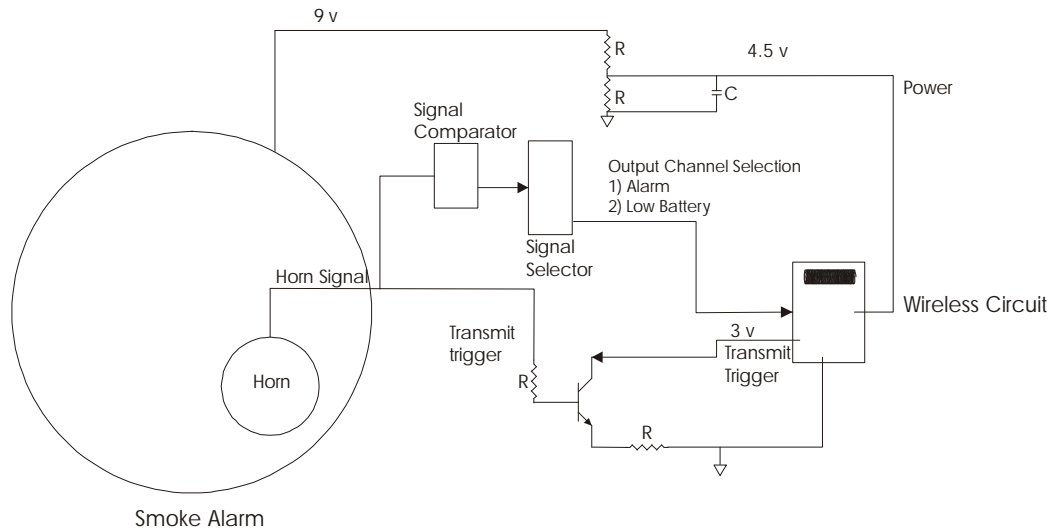 9 v
R
4.5 v
Power
R
C
Signal
Comparator
Output Channel Selection
1) Alarm
2) Low Battery
Signal
Selector
Horn Signal
Wireless Circuit
Transmit
trigger
3 v
Transmit
Trigger
R
Horn
R
Smoke Alarm